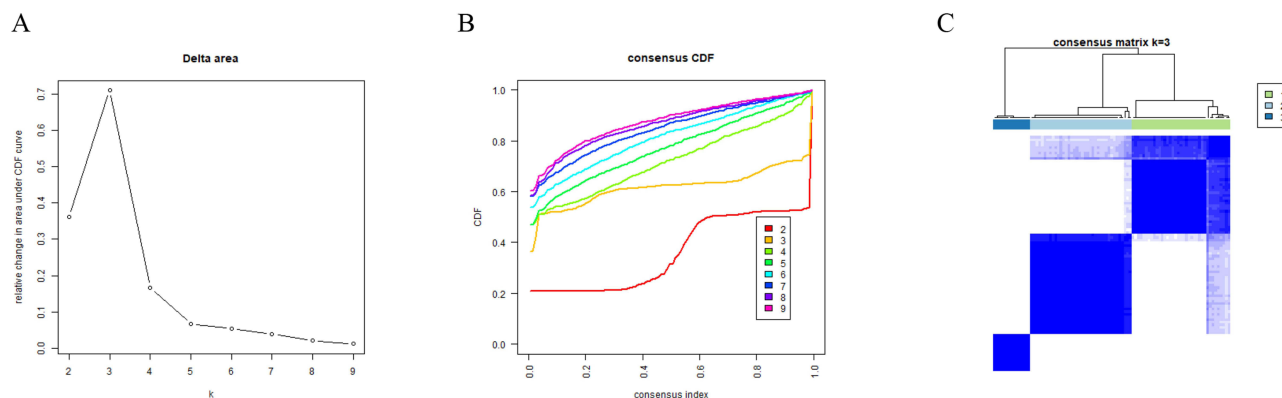 A
Delta area
relative change in area under CDF curve
0.7
0.6
0.5
0.4
0.3
0.2
0.1
0.0
2 3 4 5 6 7 8 9
k
B
consensus CDF
CDF
1.0
0.8
0.6
0.4
0.2
0.0
2
3
4
5
6
7
8
9
0.0 0.2 0.4 0.6 0.8 1.0
consensus index
C
consensus matrix k=3